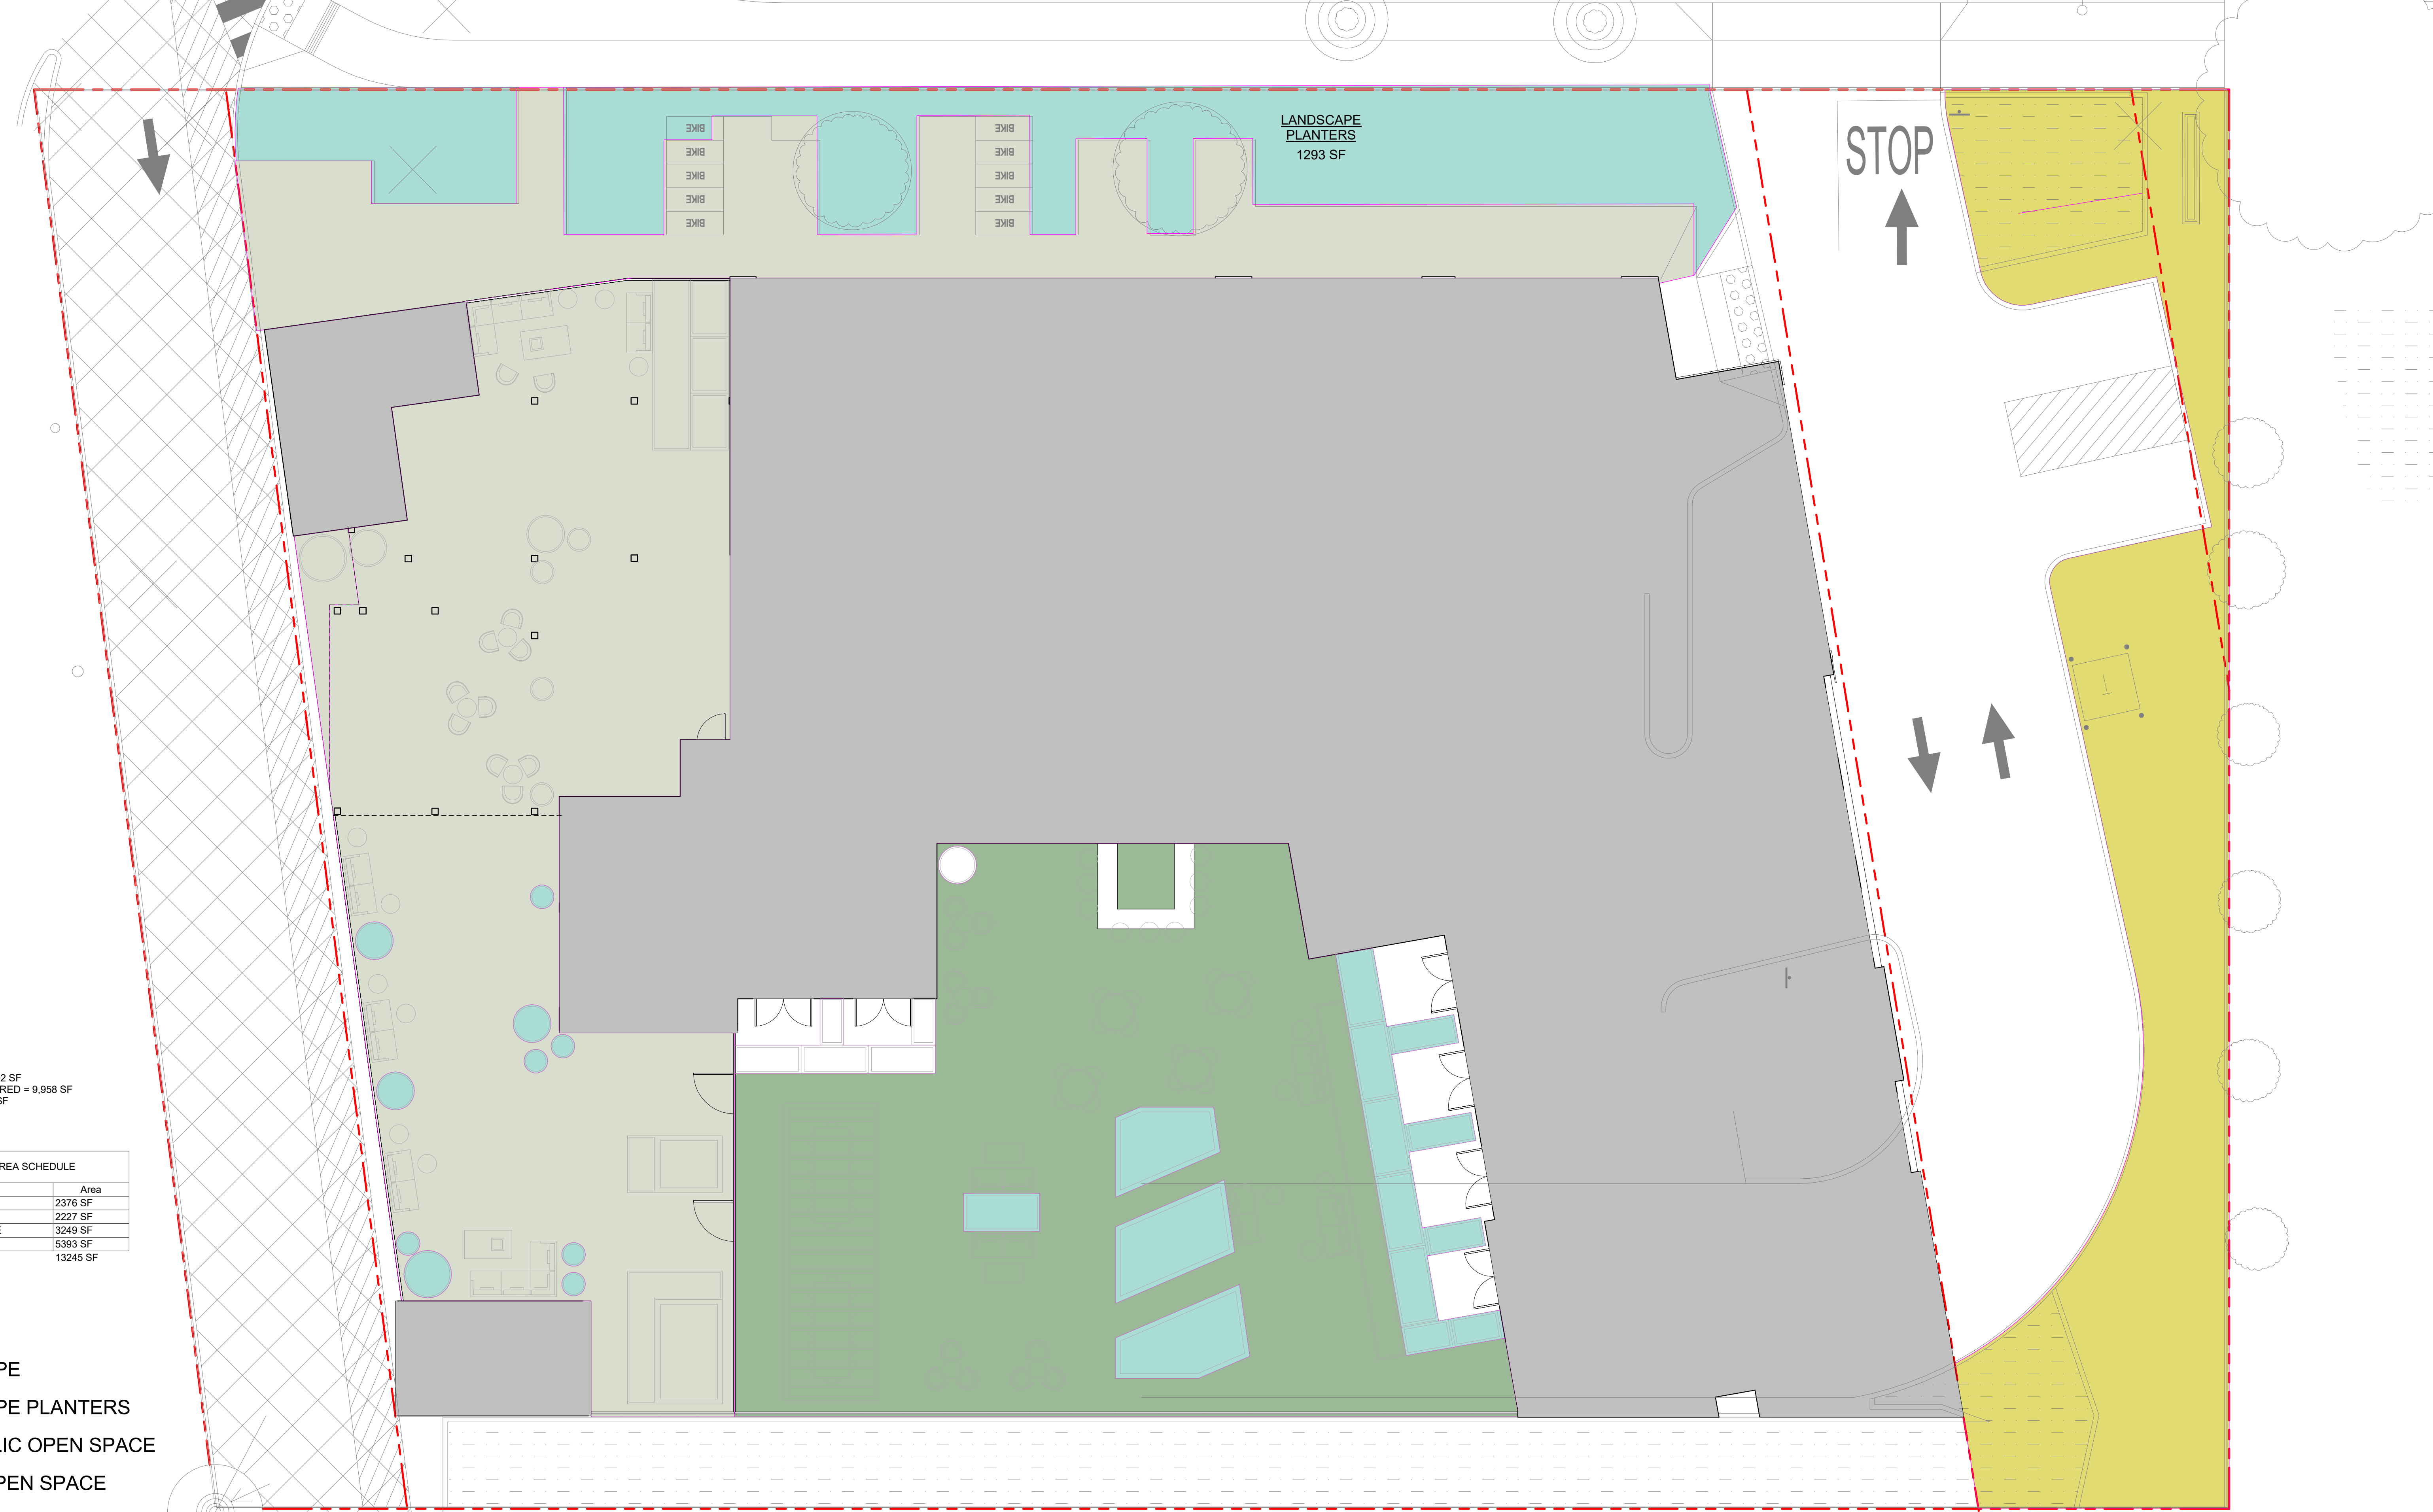 LANDSCAPE
PLANTERS
1293 SF
STOP
BIKE
BIKE
BIKE
BIKE
BIKE
BIKE
BIKE
BIKE
BIKE
BIKE
2 SF
RED = 9,958 SF
SF
REA SCHEDULE
Area
2376 SF
2227 SF
E 3249 SF
5393 SF
13245 SF
PE
PE PLANTERS
LIC OPEN SPACE
PEN SPACE